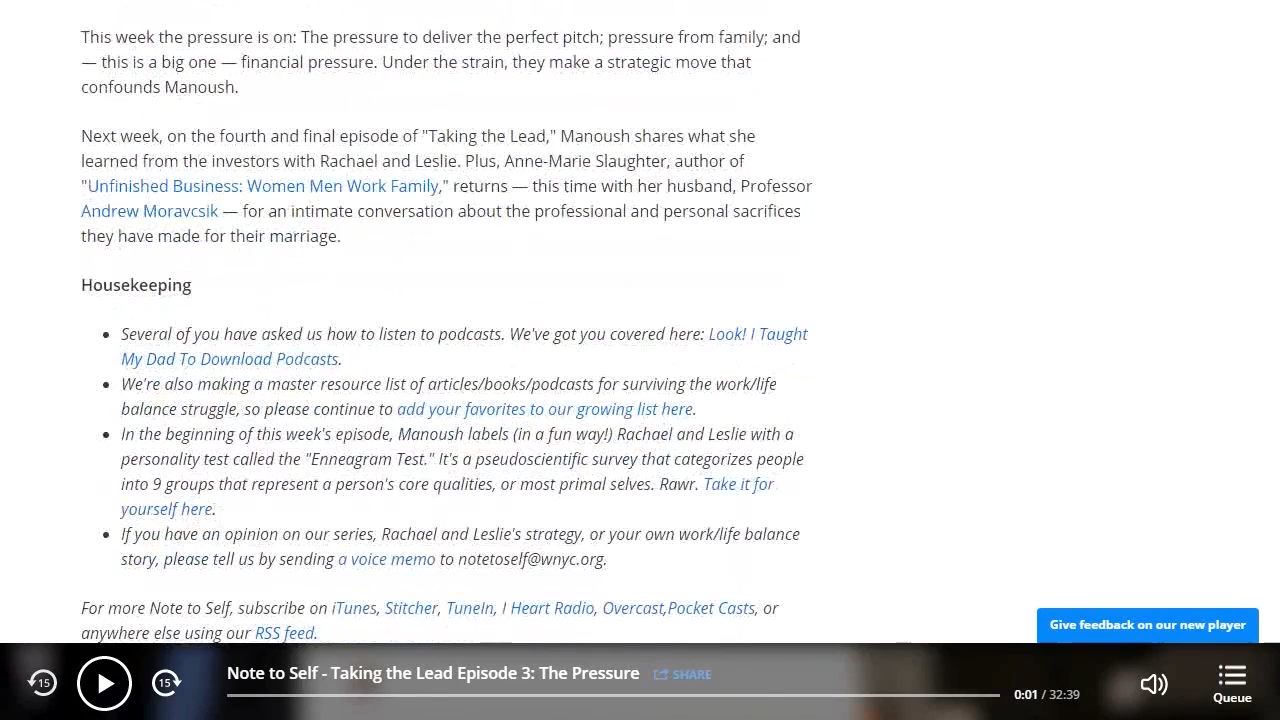 This week the pressure is on: The pressure to deliver the perfect pitch; pressure from family; and
— this is a big one — financial pressure. Under the strain, they make a strategic move that
confounds Manoush.
Next week, on the fourth and final episode of "Taking the Lead," Manoush shares what she
learned from the investors with Rachael and Leslie. Plus, Anne-Marie Slaughter, author of
"Unfinished Business: Women Men Work Family," returns — this time with her husband, Professor
Andrew Moravcsik — for an intimate conversation about the professional and personal sacrifices
they have made for their marriage.
Housekeeping
• Several of you have asked us how to listen to podcasts. We've got you covered here: Look! I Taught
My Dad To Download Podcasts.
• We're also making a master resource list of articles/books/podcasts for surviving the work/life
balance struggle, so please continue to add your favorites to our growing list here.
• In the beginning of this week's episode, Manoush labels (in a fun way!) Rachael and Leslie with a
personality test called the "Enneagram Test." It's a pseudoscientific survey that categorizes people
into 9 groups that represent a person's core qualities, or most primal selves. Rawr. Take it for
yourself here.
• If you have an opinion on our series, Rachael and Leslie's strategy, or your own work/life balance
story, please tell us by sending a voice memo to notetoself@wnyc.org.
For more Note to Self, subscribe on iTunes, Stitcher, TuneIn, I Heart Radio, Overcast,Pocket Casts, or
anywhere else using our RSS feed.
Give feedback on our new player
15
15
Note to Self - Taking the Lead Episode 3: The Pressure SHARE
0:01 / 32:39
Queue